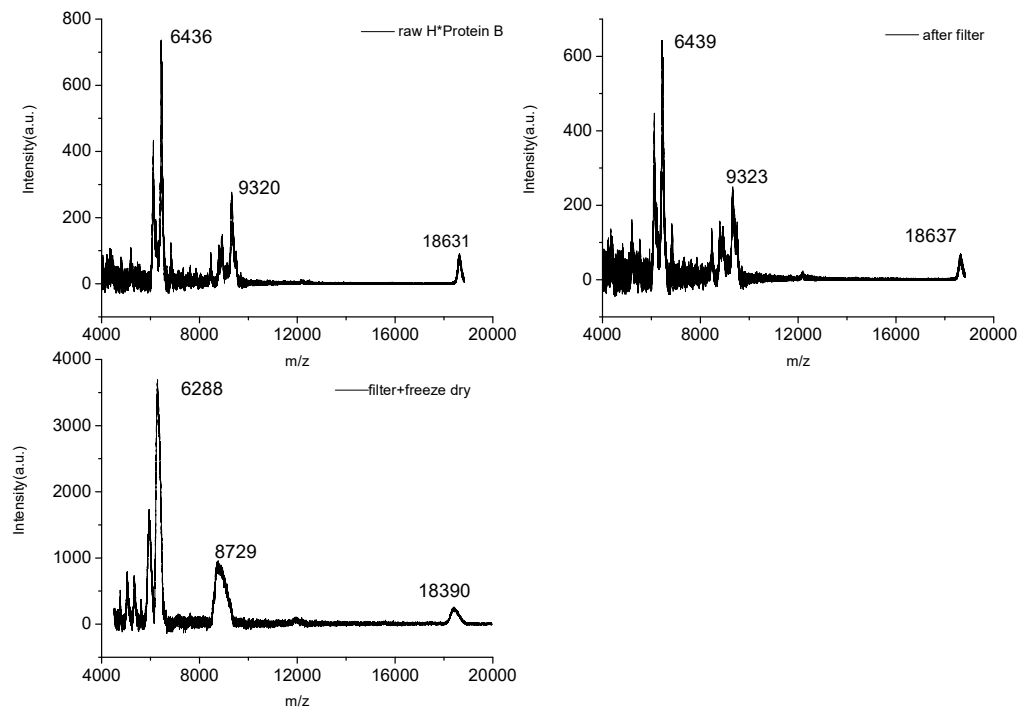 raw H*Protein B
800
600
400
200
0
Intensity(a.u.)
6436
9320
18631
4000 8000 12000 16000 20000
m/z
after filter
600
400
200
0
Intensity(a.u.)
6439
9323
18637
4000 8000 12000 16000 20000
m/z
filter+freeze dry
4000
3000
2000
1000
0
Intensity(a.u.)
6288
8729
18390
4000 8000 12000 16000 20000
m/z